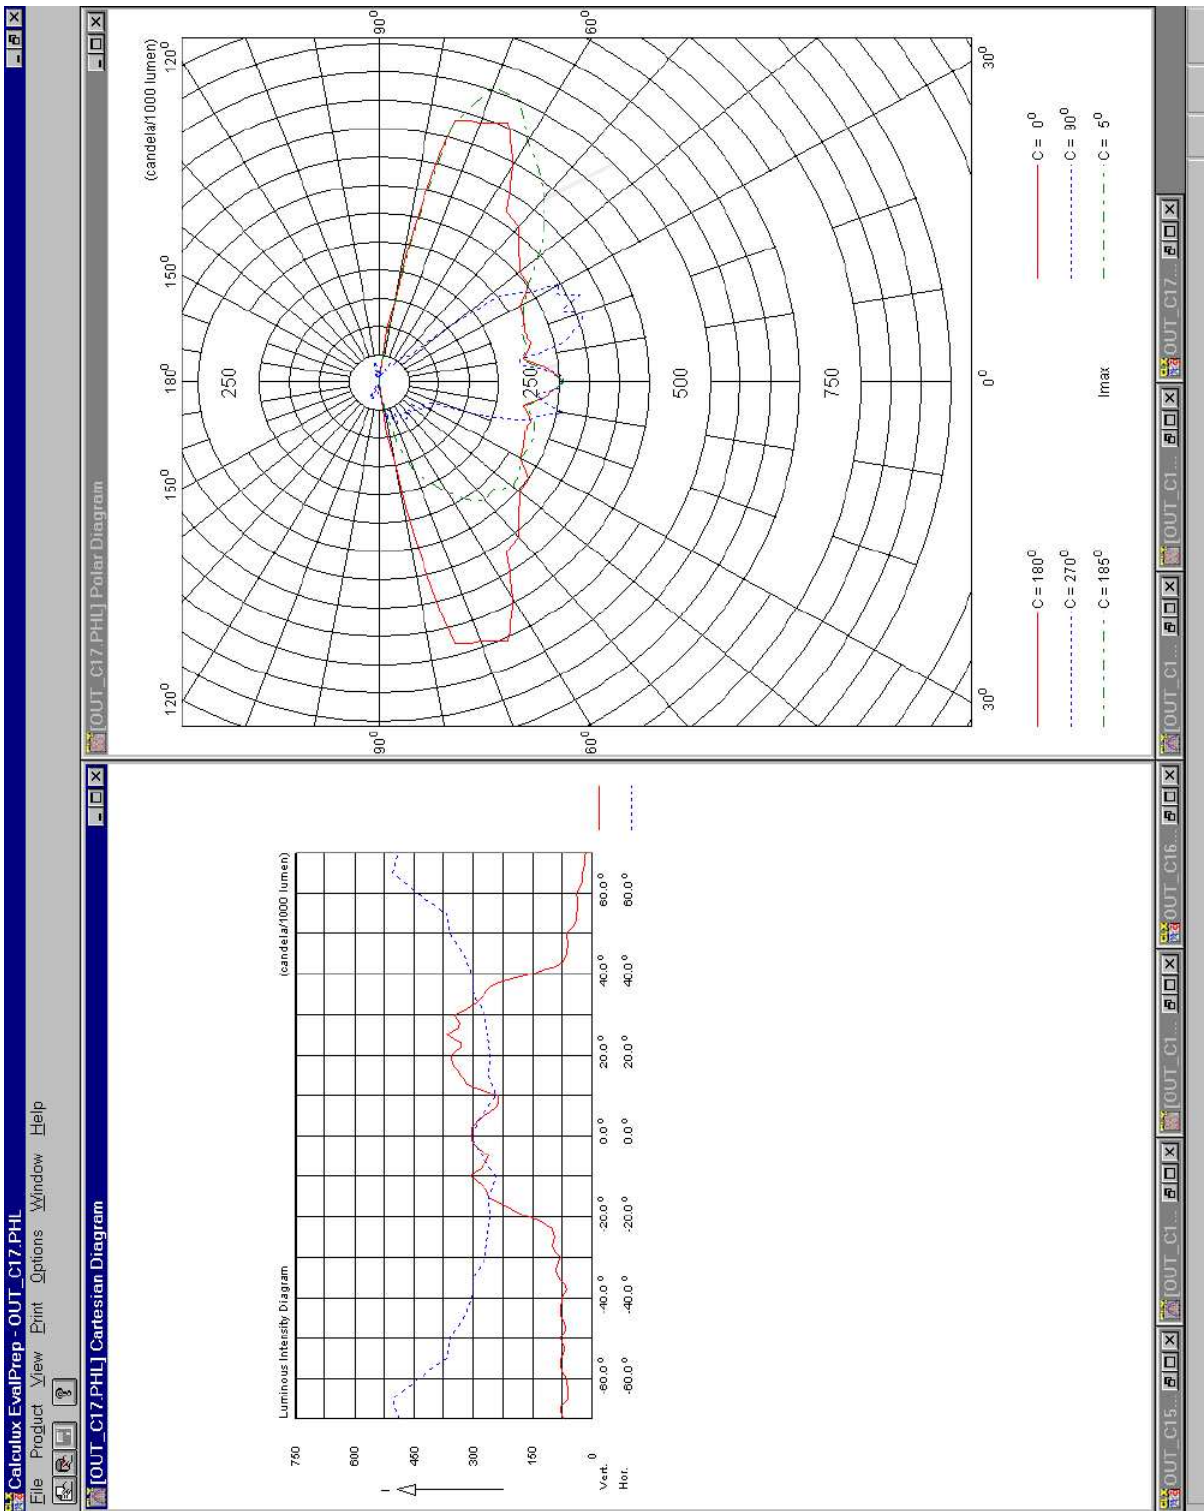 Calculux EvalPrep - OUT_C17.PHL
File Product View Print Options Window Help
?
[OUT_C17.PHL] Cartesian Diagram
Luminous Intensity Diagram
(candela/1000 lumen)
750
600
450
300
150
0
I
Vert. -60.0° -40.0° -20.0° 0.0° 20.0° 40.0° 60.0°
Hor. -60.0° -40.0° -20.0° 0.0° 20.0° 40.0° 60.0°
[OUT_C17.PHL] Polar Diagram
(candela/1000 lumen)
120° 150° 180° 150° 120°
250
90° 90°
250
500
60° 60°
750
30° 0° 30°
C = 180° C = 0°
C = 270° C = 90°
C = 185° Imax C = 5°
[OUT_C15...
[OUT_C1...
[OUT_C1...
[OUT_C16...
[OUT_C1...
[OUT_C1...
[OUT_C17...